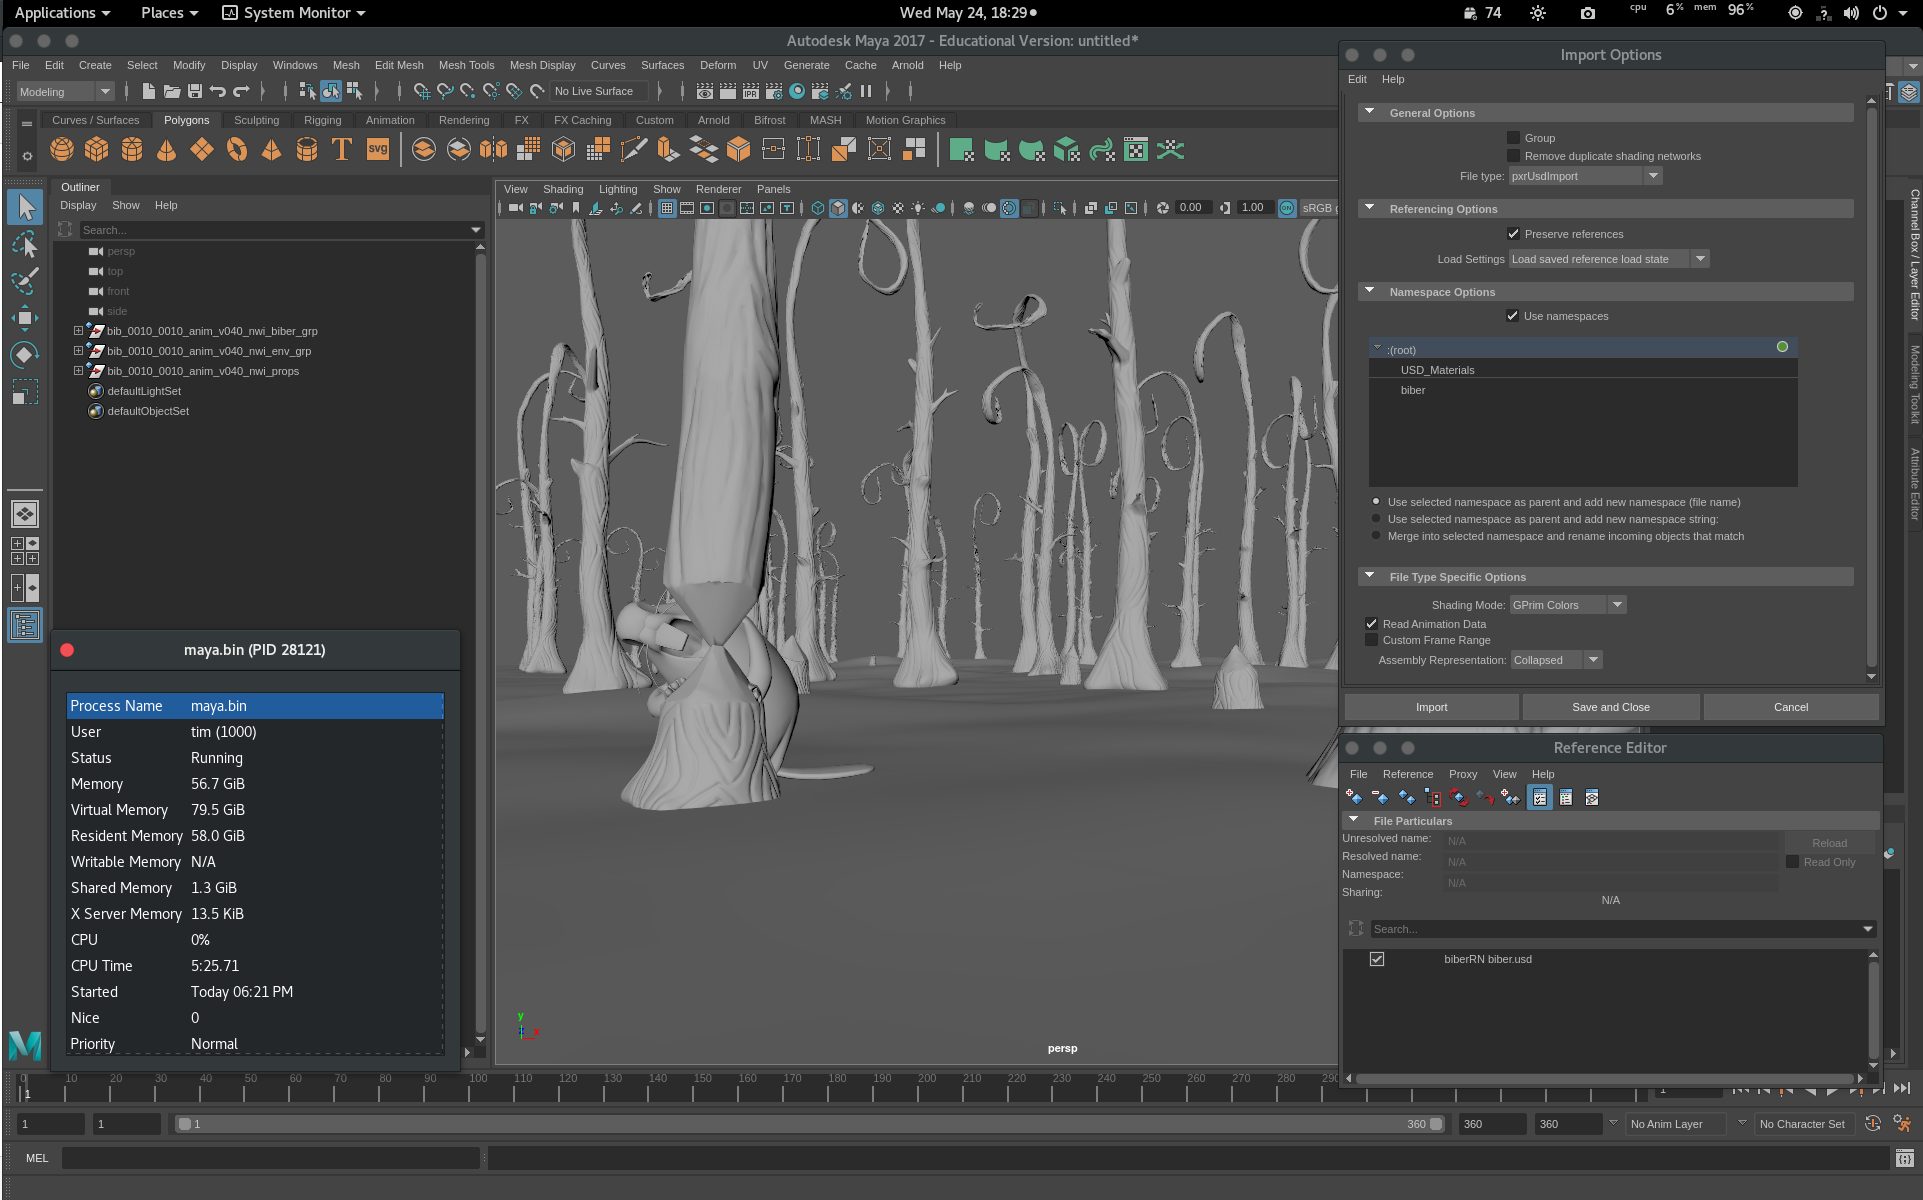 Applications Places System Monitor Wed May 24, 18:29 74 cpu 6% mem 96%
Autodesk Maya 2017 - Educational Version: untitled*
File Edit Create Select Modify Display Windows Mesh Edit Mesh Mesh Tools Mesh Display Curves Surfaces Deform UV Generate Cache Arnold Help
Modeling No Live Surface
IPR
Curves / Surfaces Polygons Sculpting Rigging Animation Rendering FX FX Caching Custom Arnold Bifrost MASH Motion Graphics
T svg
Outliner
Display Show Help
Search...
persp
top
front
side
bib_0010_0010_anim_v040_nwi_biber_grp
bib_0010_0010_anim_v040_nwi_env_grp
bib_0010_0010_anim_v040_nwi_props
defaultLightSet
defaultObjectSet
View Shading Lighting Show Renderer Panels
0.00 1.00 ON sRGB
y
x
persp
maya.bin (PID 28121)
Process Name maya.bin
User tim (1000)
Status Running
Memory 56.7 GiB
Virtual Memory 79.5 GiB
Resident Memory 58.0 GiB
Writable Memory N/A
Shared Memory 1.3 GiB
X Server Memory 13.5 KiB
CPU 0%
CPU Time 5:25.71
Started Today 06:21 PM
Nice 0
Priority Normal
Import Options
Edit Help
General Options
Group
Remove duplicate shading networks
File type: pxrUsdImport
Referencing Options
Preserve references
Load Settings Load saved reference load state
Namespace Options
Use namespaces
:(root)
USD_Materials
biber
Use selected namespace as parent and add new namespace (file name)
Use selected namespace as parent and add new namespace string:
Merge into selected namespace and rename incoming objects that match
File Type Specific Options
Shading Mode: GPrim Colors
Read Animation Data
Custom Frame Range
Assembly Representation: Collapsed
Import Save and Close Cancel
Channel Box / Layer Editor
Modeling Toolkit
Attribute Editor
Reference Editor
File Reference Proxy View Help
File Particulars
Unresolved name: N/A Reload
Resolved name: N/A Read Only
Namespace: N/A
Sharing: N/A
Search...
biberRN biber.usd
0 10 20 30 40 50 60 70 80 90 100 110 120 130 140 150 160 170 180 190 200 210 220 230 240 250 260 270 280
1
1 1 1 360 360 360 No Anim Layer No Character Set
MEL